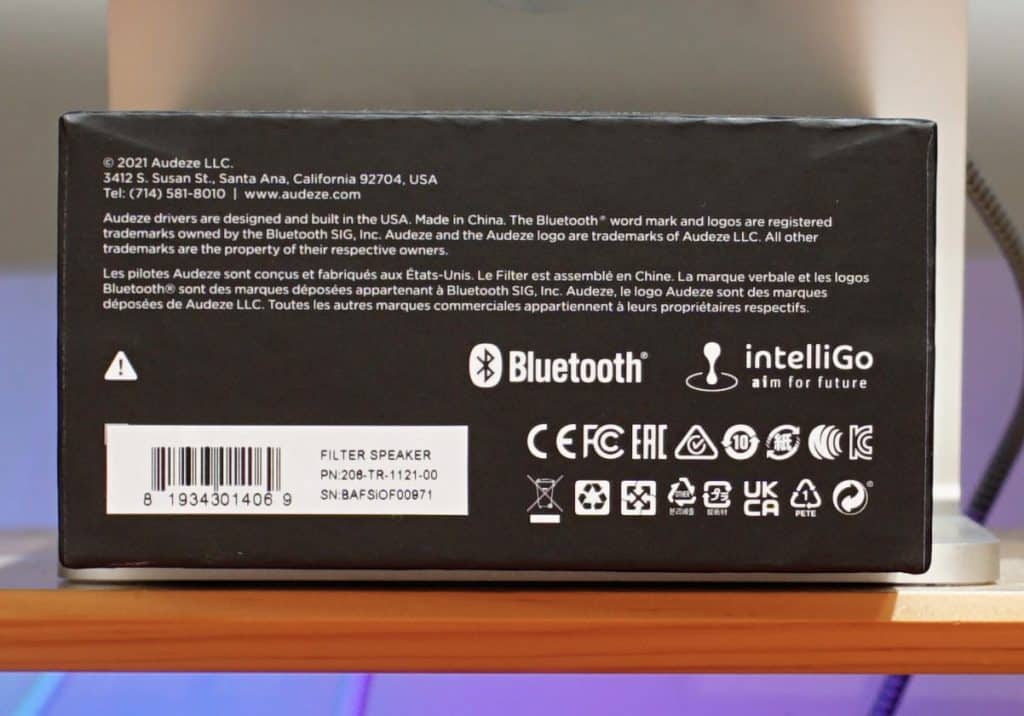 © 2021 Audeze LLC.
3412 S. Susan St., Santa Ana, California 92704, USA
Tel: (714) 581-8010 | www.audeze.com
Audeze drivers are designed and built in the USA. Made in China. The Bluetooth® word mark and logos are registered
trademarks owned by the Bluetooth SIG, Inc. Audeze and the Audeze logo are trademarks of Audeze LLC. All other
trademarks are the property of their respective owners.
Les pilotes Audeze sont conçus et fabriqués aux États-Unis. Le Filter est assemblé en Chine. La marque verbale et les logos
Bluetooth® sont des marques déposées appartenant à Bluetooth SIG, Inc. Audeze, le logo Audeze sont des marques
déposées de Audeze LLC. Toutes les autres marques commerciales appartiennent à leurs propriétaires respectifs.
Bluetooth®
intelliGo
aim for future
FILTER SPEAKER
PN:208-TR-1121-00
SN:BAFSiOF00971
8 1934301406 9
CE FC EAC 10 紙 KC
UK
CA
1
PETE